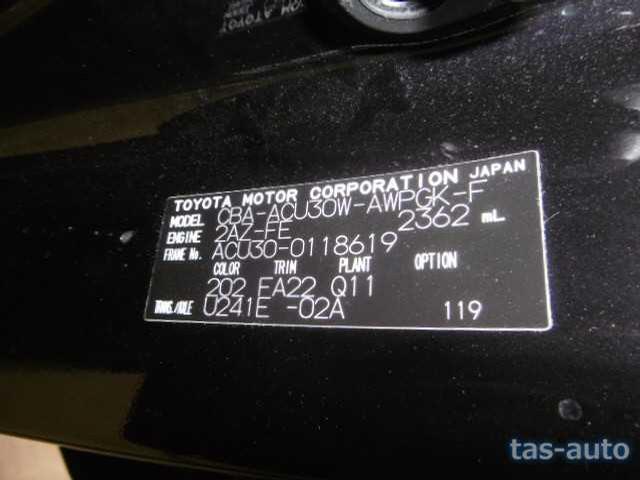 TOYOTA MOTOR CORPORATION JAPAN
MODEL CBA-ACU30W-AWPGK-F
ENGINE 2AZ-FE 2362 mL
FRAME No. ACU30-0118619
COLOR TRIM PLANT OPTION
202 FA22 Q11
TRANS./AXLE U241E -02A 119
tas-auto